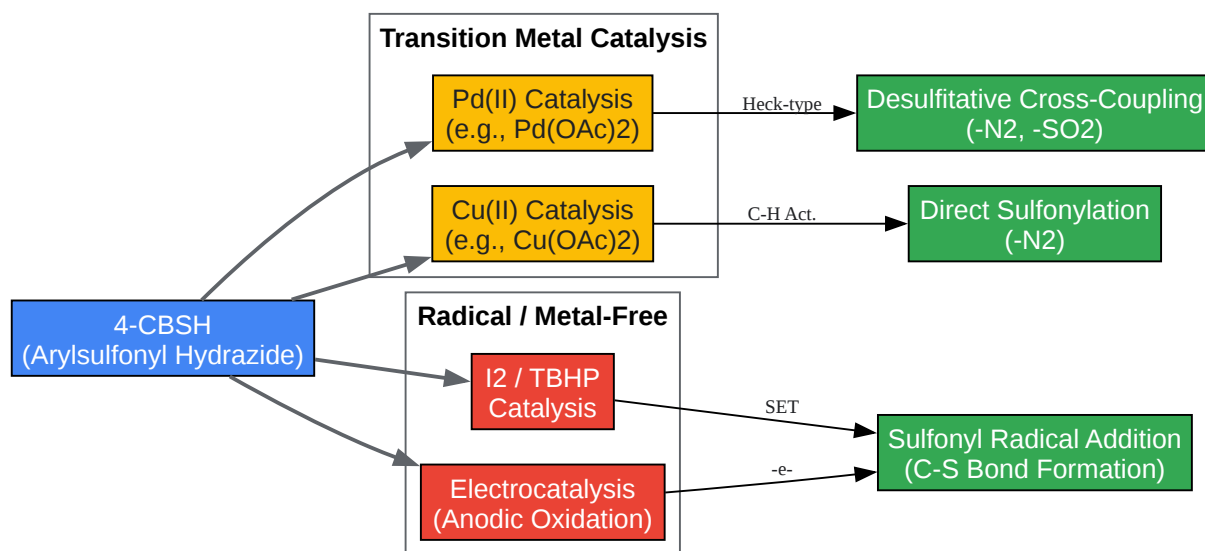 Transition Metal Catalysis
Pd(II) Catalysis
(e.g., Pd(OAc)2)
Heck-type
Desulfitative Cross-Coupling
(-N2, -SO2)
Cu(II) Catalysis
(e.g., Cu(OAc)2)
C-H Act.
Direct Sulfonylation
(-N2)
4-CBSH
(Arylsulfonyl Hydrazide)
Radical / Metal-Free
I2 / TBHP
Catalysis
SET
Sulfonyl Radical Addition
(C-S Bond Formation)
Electrocatalysis
(Anodic Oxidation)
-e-